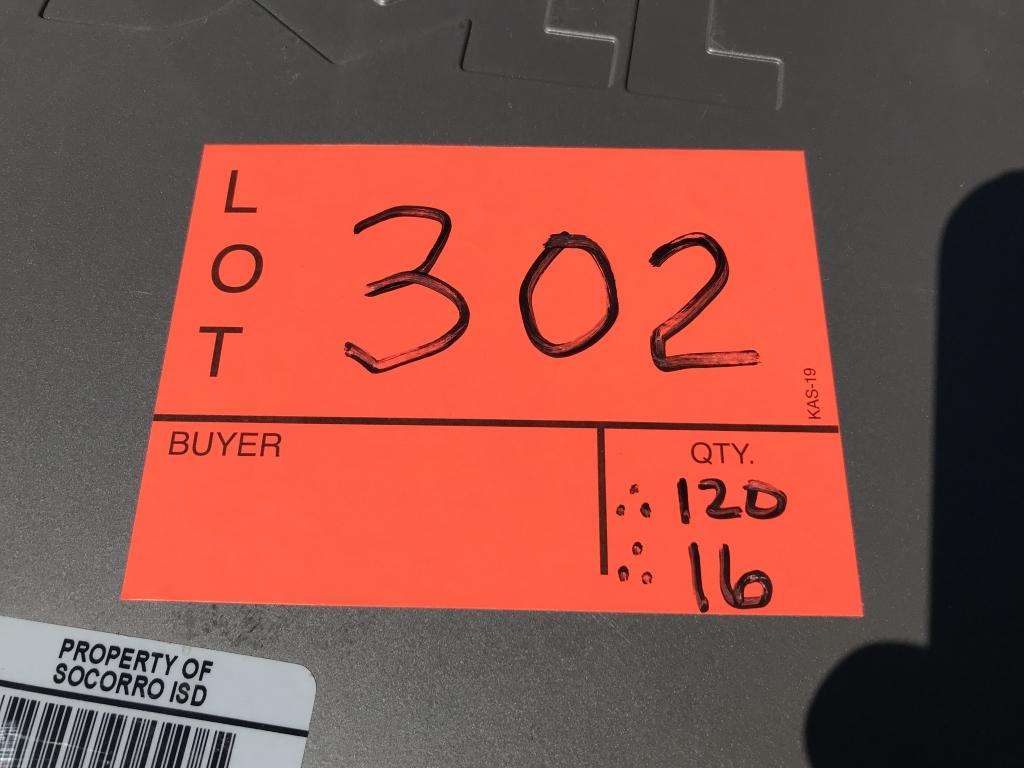 LOT 302
KAS-19
BUYER
QTY.
∴ 120
∴ 16
PROPERTY OF
SOCORRO ISD